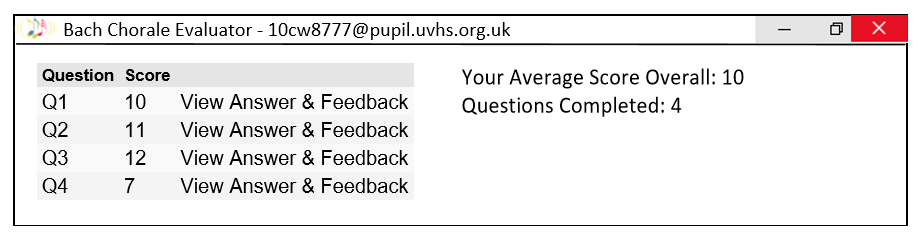 Bach Chorale Evaluator - 10cw8777@pupil.uvhs.org.uk
Question Score
Q1 10 View Answer & Feedback
Q2 11 View Answer & Feedback
Q3 12 View Answer & Feedback
Q4 7 View Answer & Feedback
Your Average Score Overall: 10
Questions Completed: 4